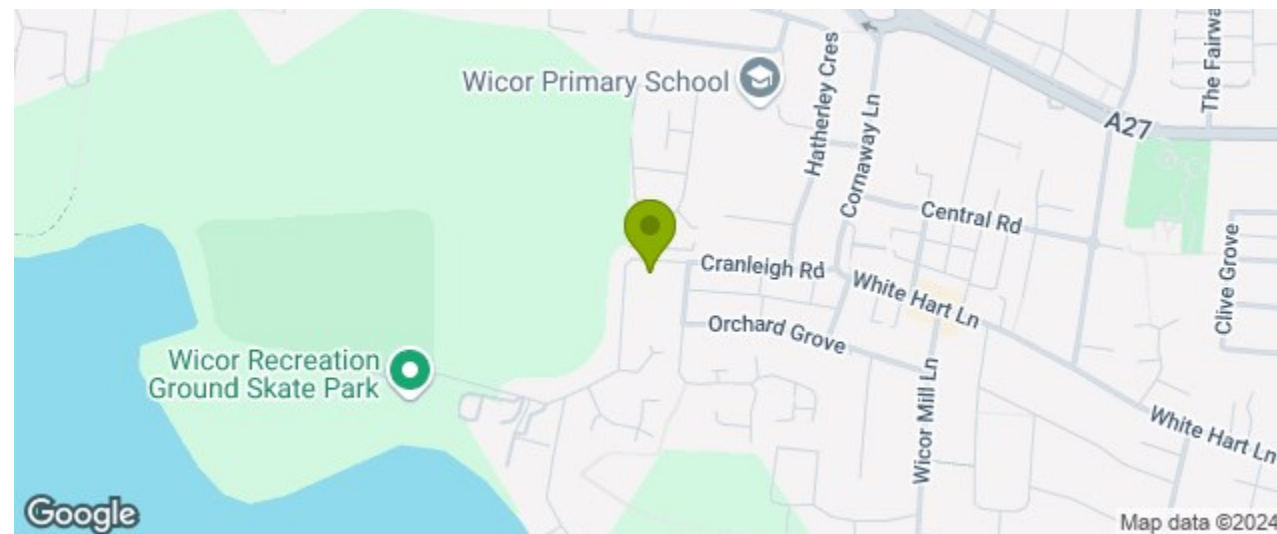 Wicor Primary School
Hatherley Cres
Cornaway Ln
A27
The Fairwa
Central Rd
Cranleigh Rd
White Hart Ln
Clive Grove
Orchard Grove
Wicor Recreation
Ground Skate Park
Wicor Mill Ln
White Hart Ln
Google
Map data ©2024